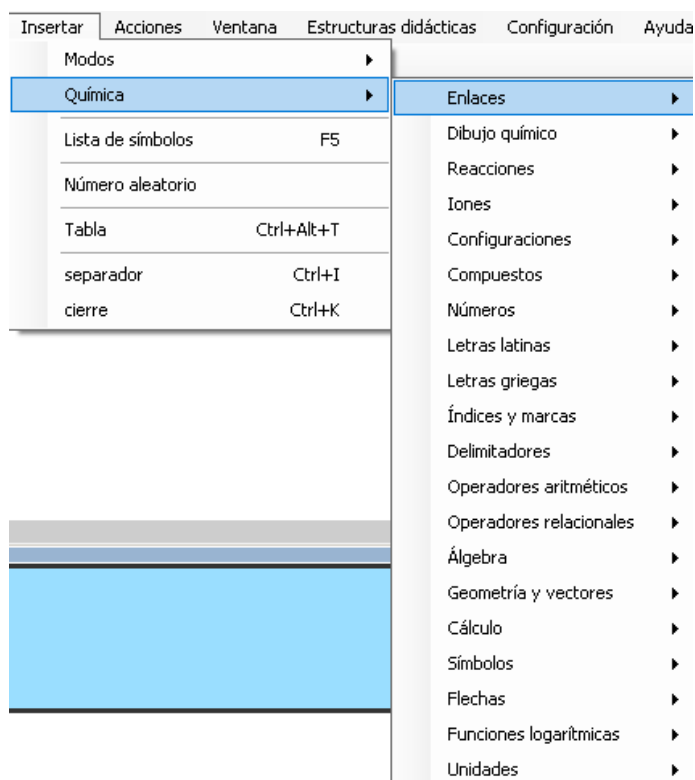 Insertar Acciones Ventana Estructuras didácticas Configuración Ayuda
Modos
Química
Lista de símbolos F5
Número aleatorio
Tabla Ctrl+Alt+T
separador Ctrl+I
cierre Ctrl+K
Enlaces
Dibujo químico
Reacciones
Iones
Configuraciones
Compuestos
Números
Letras latinas
Letras griegas
Índices y marcas
Delimitadores
Operadores aritméticos
Operadores relacionales
Álgebra
Geometría y vectores
Cálculo
Símbolos
Flechas
Funciones logarítmicas
Unidades